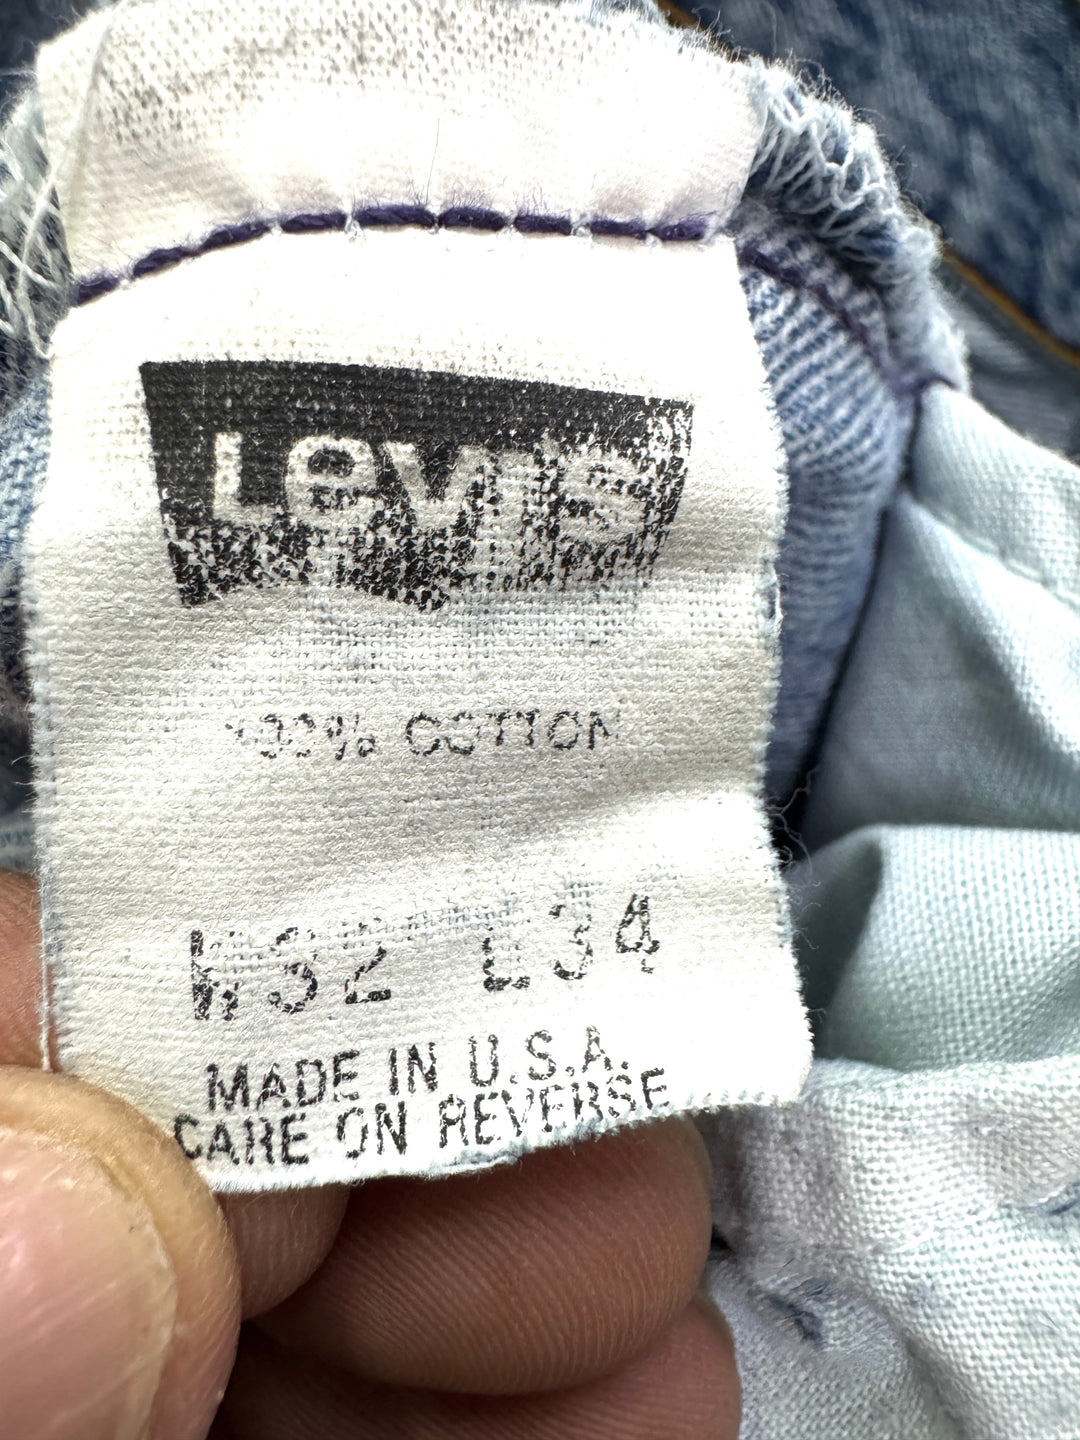 Levi's
100% COTTON
W32 L34
MADE IN U.S.A.
CARE ON REVERSE